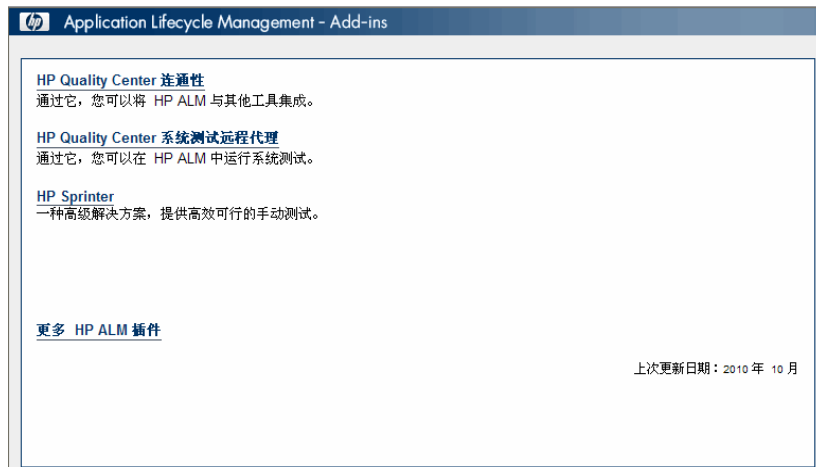 hp Application Lifecycle Management - Add-ins
HP Quality Center 连通性
通过它，您可以将 HP ALM 与其他工具集成。
HP Quality Center 系统测试远程代理
通过它，您可以在 HP ALM 中运行系统测试。
HP Sprinter
一种高级解决方案，提供高效可行的手动测试。
更多 HP ALM 插件
上次更新日期：2010 年 10 月